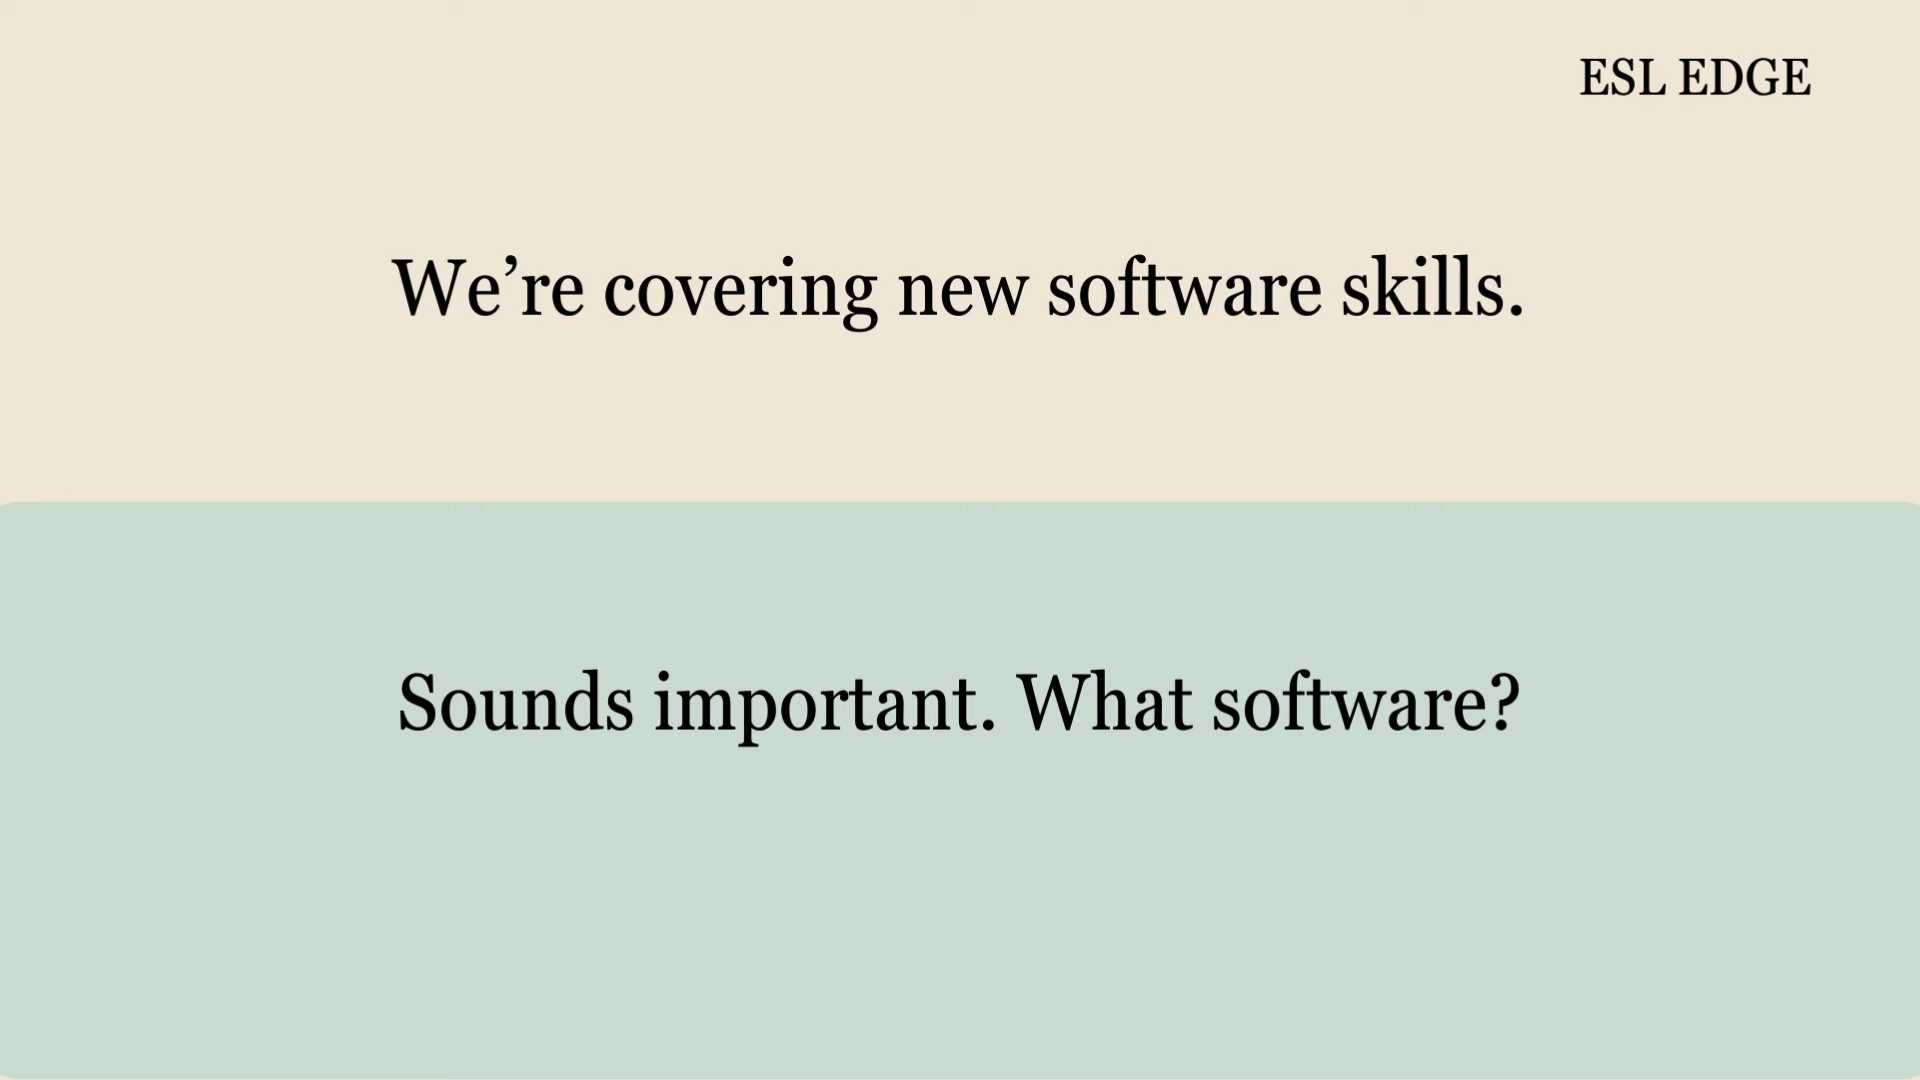 ESL EDGE
We’re covering new software skills.
Sounds important. What software?